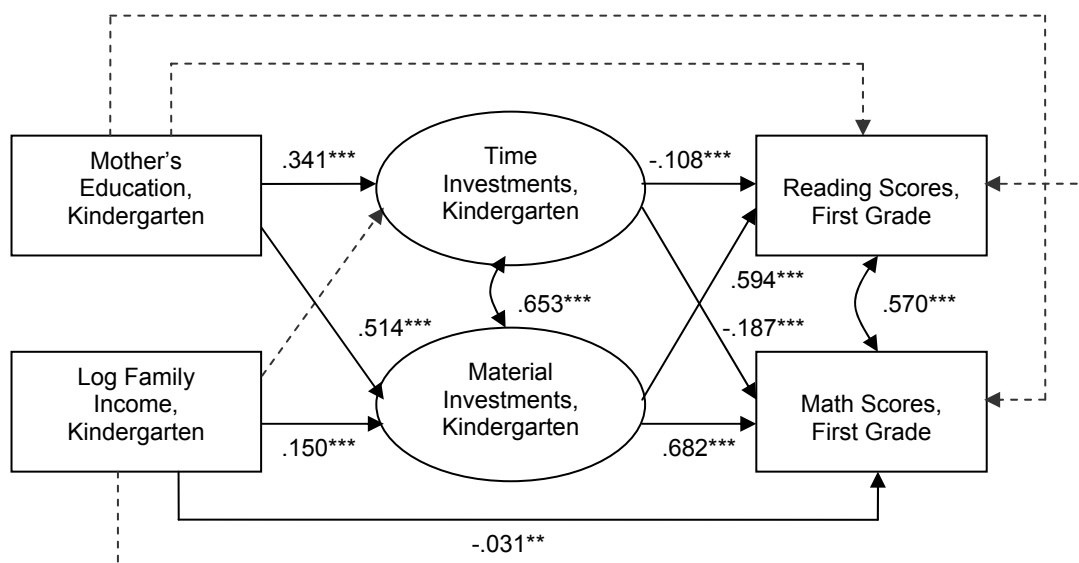 Mother's
Education,
Kindergarten
.341***
Time
Investments,
Kindergarten
-.108***
Reading Scores,
First Grade
.514***
.653***
.594***
-.187***
.570***
Log Family
Income,
Kindergarten
.150***
Material
Investments,
Kindergarten
.682***
Math Scores,
First Grade
-.031**